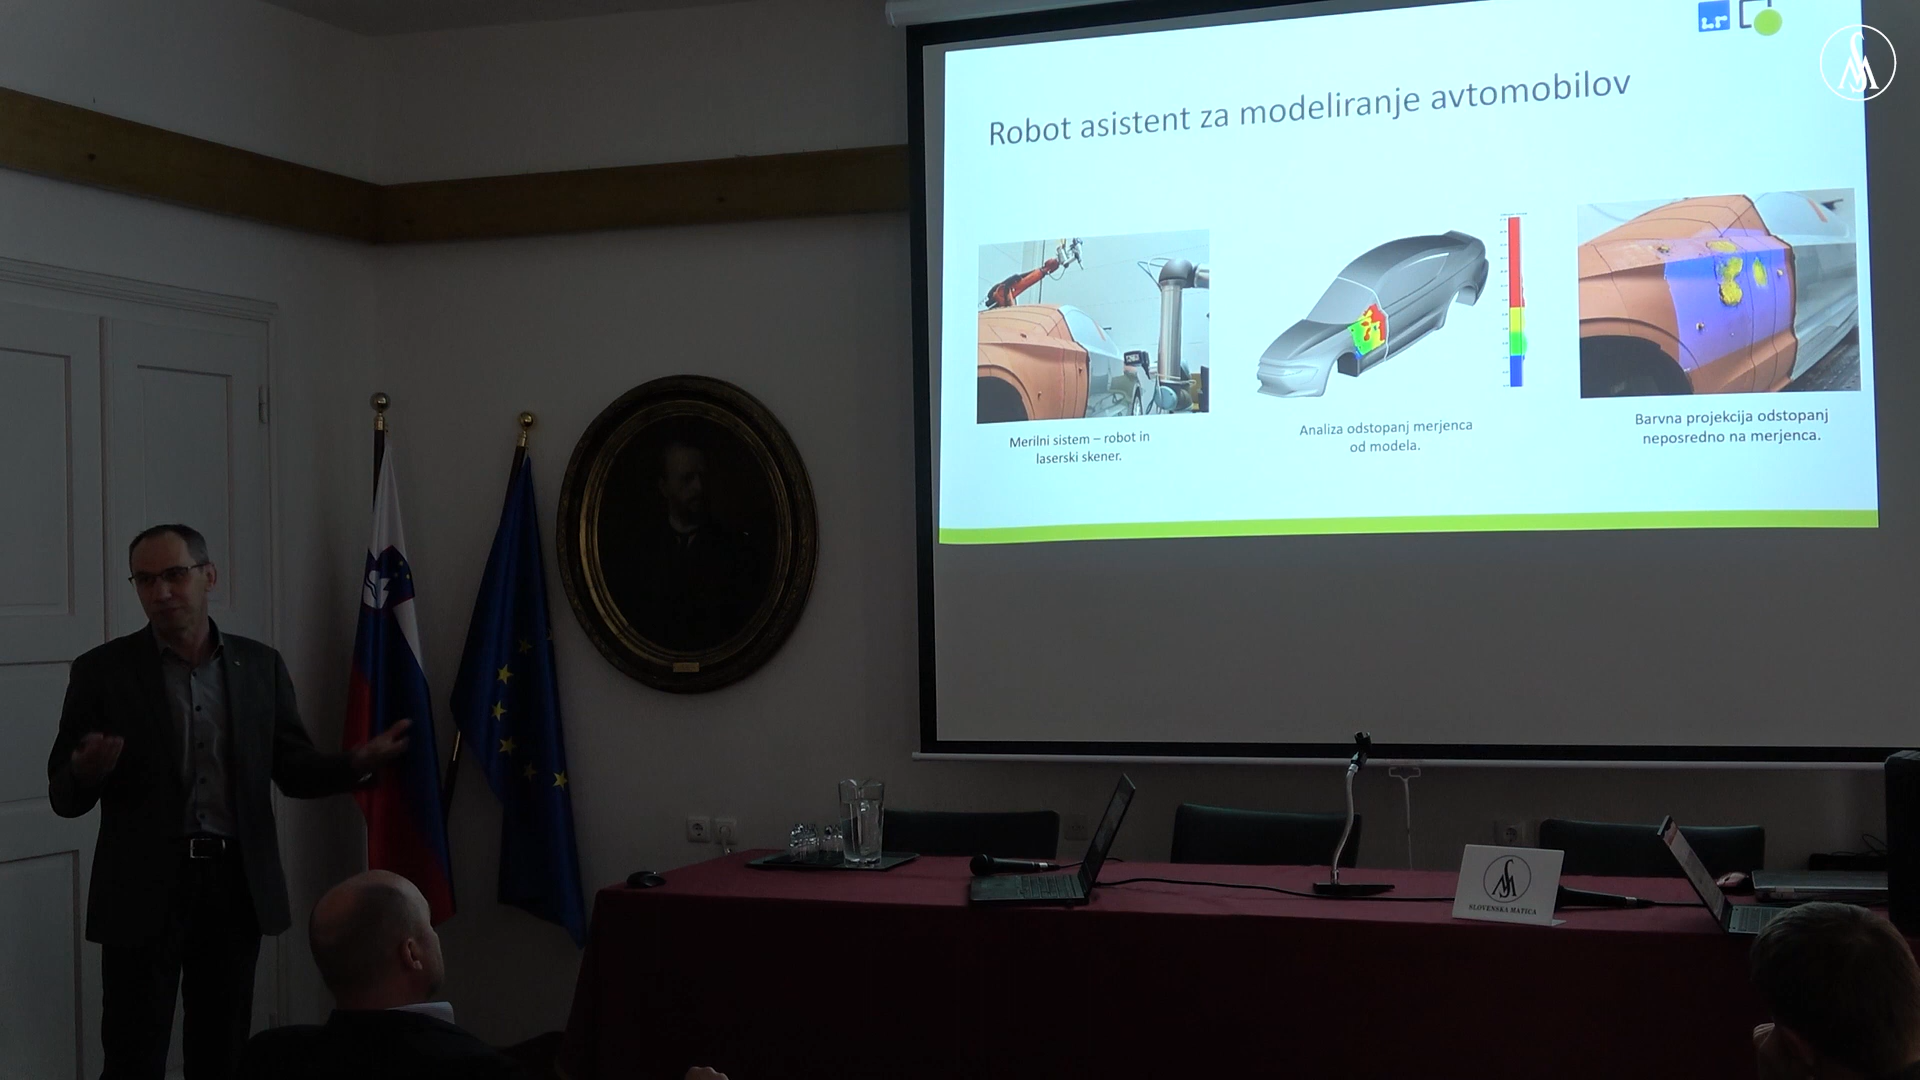 Robot asistent za modeliranje avtomobilov
Merilni sistem – robot in
laserski skener.
Analiza odstopanj merjenca
od modela.
Barvna projekcija odstopanj
neposredno na merjenca.
SLOVENSKA MATICA